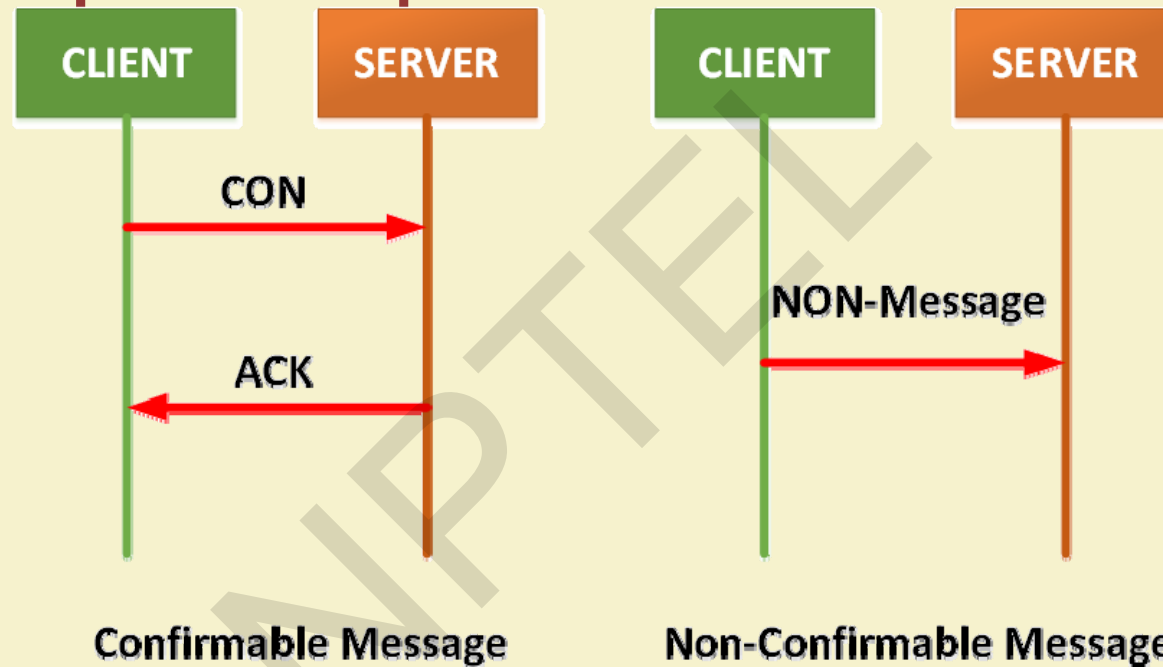 CLIENT SERVER CLIENT SERVER
CON
NON-Message
ACK
Confirmable Message Non-Confirmable Message
NPTEL